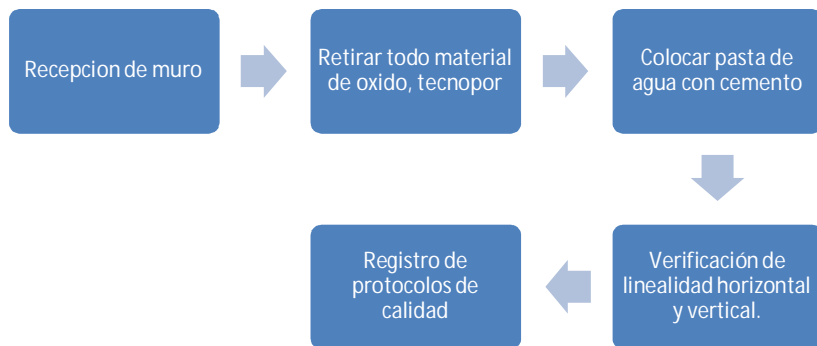 Recepcion de muro
Retirar todo material
de oxido, tecnopor
Colocar pasta de
agua con cemento
Verificación de
linealidad horizontal
y vertical.
Registro de
protocolos de
calidad